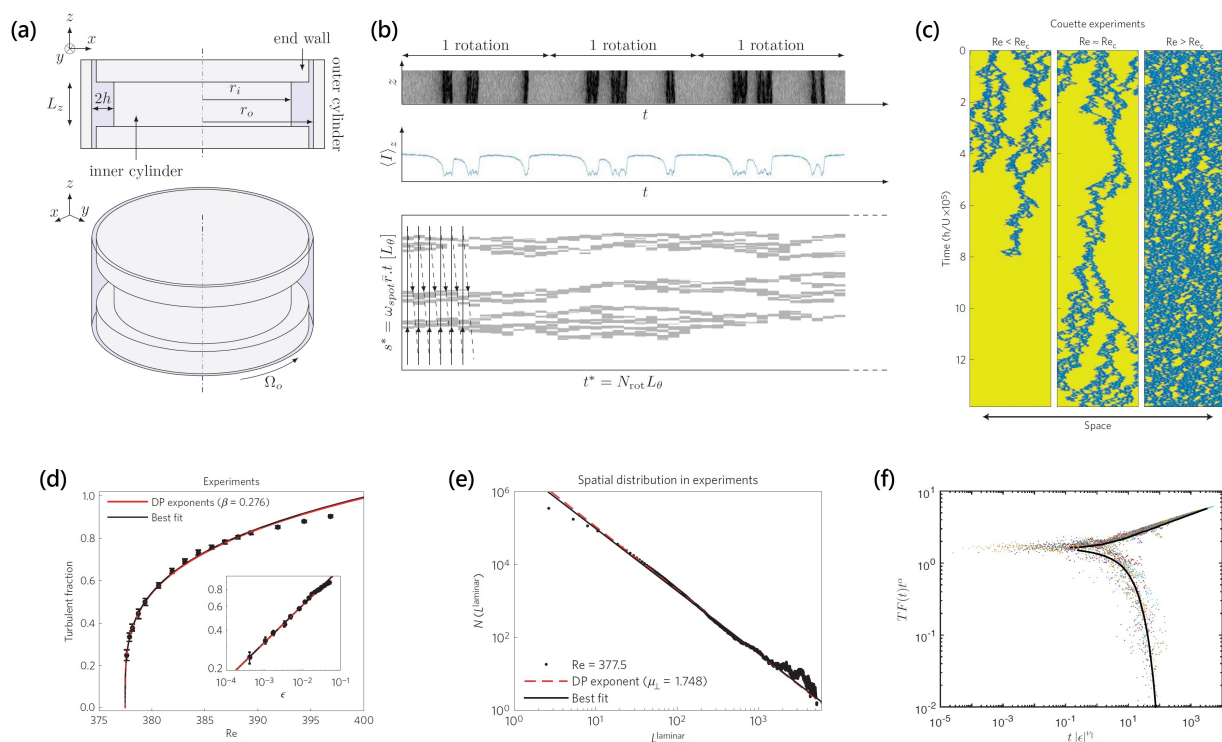 (a)
z
x
y
end wall
outer cylinder
2h
L_z
r_i
r_o
inner cylinder
z
x
y
Ω_o
(b)
1 rotation
1 rotation
1 rotation
z
t
⟨I⟩_z
t
s* = ω_spot r̄.t [L_θ]
t* = N_rot L_θ
(c)
Couette experiments
Re < Re_c
Re ≈ Re_c
Re > Re_c
Time (h/U ×10⁵)
0
2
4
6
8
10
12
Space
(d)
Experiments
DP exponents (β = 0.276)
Best fit
Turbulent fraction
1.0
0.8
0.6
0.4
0.2
0.0
375
380
385
390
395
400
Re
0.8
0.4
0.2
10⁻⁴
10⁻³
10⁻²
10⁻¹
ϵ
(e)
Spatial distribution in experiments
N (L^laminar)
10⁶
10⁴
10²
10⁰
Re = 377.5
DP exponent (μ_⊥ = 1.748)
Best fit
10⁰
10¹
10²
10³
L^laminar
(f)
TF(t)t^α
10¹
10⁰
10⁻¹
10⁻²
10⁻⁵
10⁻³
10⁻¹
10¹
10³
t |ϵ|^ν∥